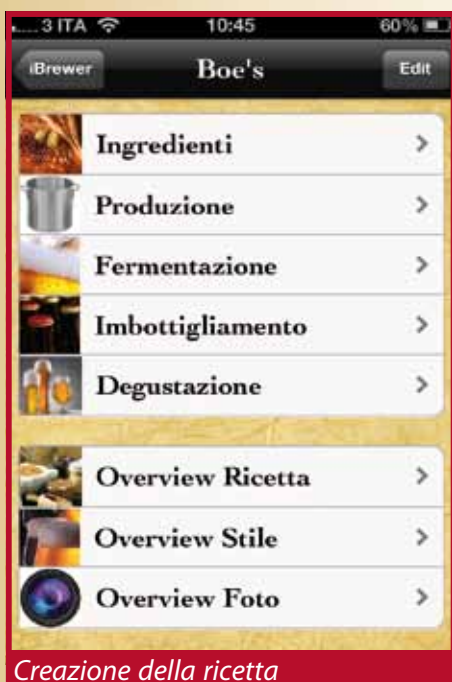 3 ITA 10:45 60%
iBrewer Boe's Edit
Ingredienti
Produzione
Fermentazione
Imbottigliamento
Degustazione
Overview Ricetta
Overview Stile
Overview Foto
Creazione della ricetta